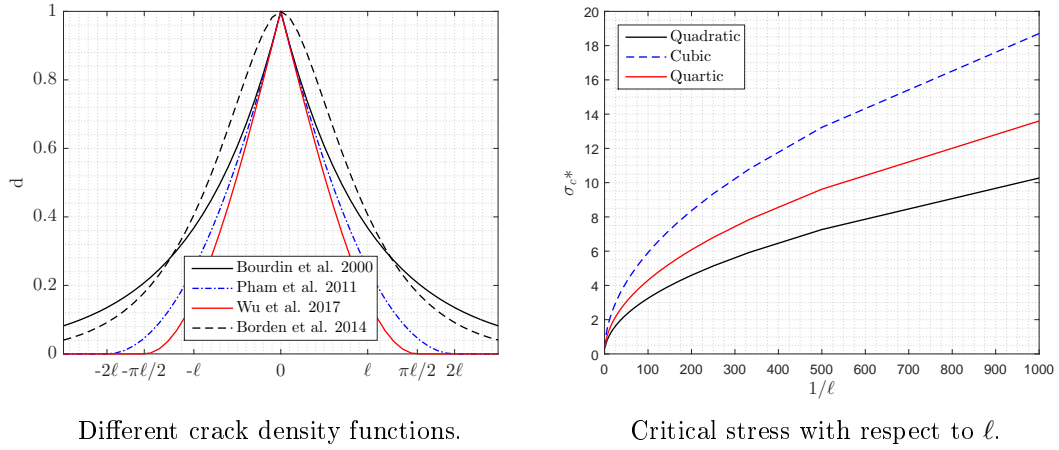 d
1
0.8
0.6
0.4
0.2
0
-2ℓ -πℓ/2 -ℓ 0 ℓ πℓ/2 2ℓ
Bourdin et al. 2000
Pham et al. 2011
Wu et al. 2017
Borden et al. 2014
Different crack density functions.
σc*
20
18
16
14
12
10
8
6
4
2
0
0 100 200 300 400 500 600 700 800 900 1000
1/ℓ
Quadratic
Cubic
Quartic
Critical stress with respect to ℓ.